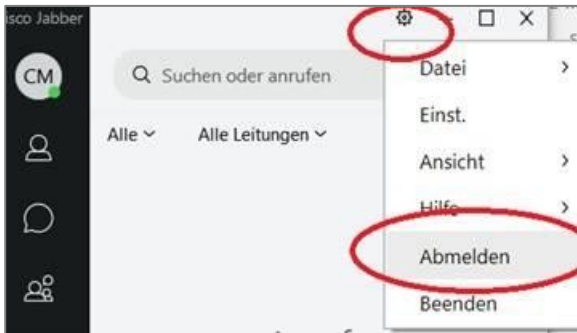 isco Jabber
CM
Suchen oder anrufen
Alle
Alle Leitungen
Datei
Einst.
Ansicht
Hilfe
Abmelden
Beenden